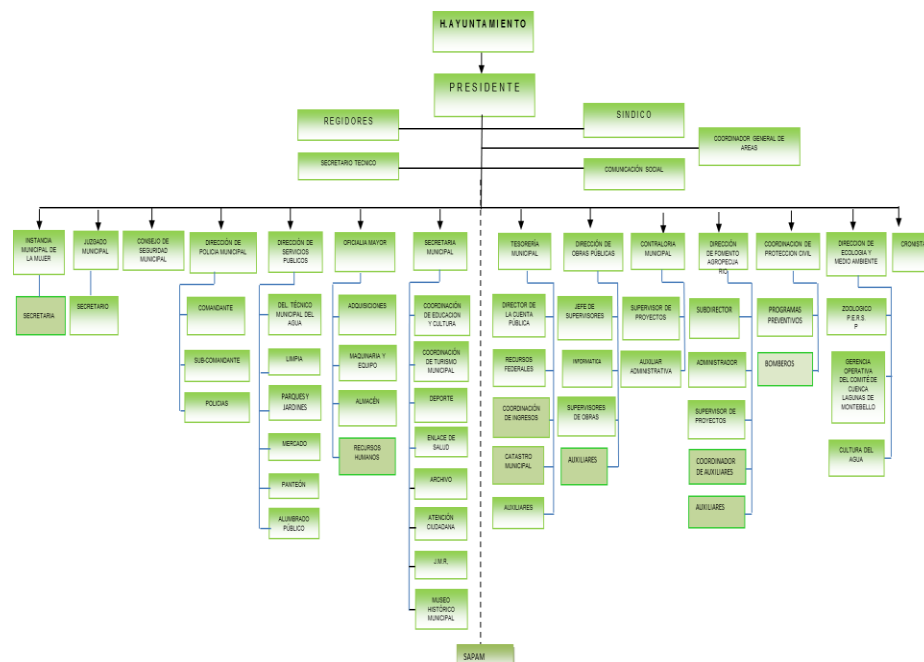 H.AYUNTAMIENTO
PRESIDENTE
REGIDORES
SINDICO
COORDINADOR GENERAL DE
AREAS
SECRETARIO TECNICO
COMUNICACIÓN SOCIAL
INSTANCIA
MUNICIPAL DE
LA MUJER
JUZGADO
MUNICIPAL
CONSEJO DE
SEGURIDAD
MUNICIPAL
DIRECCIÓN
DE POLICIA MUNICIPAL
DIRECCIÓN DE
SERVICIOS
PUBLICOS
OFICIALIA MAYOR
SECRETARIA
MUNICIPAL
TESORERÍA
MUNICIPAL
DIRECCIÓN DE
OBRAS PÚBLICAS
CONTRALORIA
MUNICIPAL
DIRECCIÓN
DE FOMENTO
AGROPECUA
RIO
COORDINACION DE
PROTECCION CIVIL
DIRECCION DE
ECOLOGIA Y
MEDIO AMBIENTE
CRONISTA
SECRETARIA
SECRETARIO
COMANDANTE
SUB-COMANDANTE
POLICIAS
DEL TÉCNICO
MUNICIPAL DEL
AGUA
LIMPIA
PARQUES Y
JARDINES
MERCADO
PANTEÓN
ALUMBRADO
PÚBLICO
ADQUISICIONES
MAQUINARIA Y
EQUIPO
ALMACÉN
RECURSOS
HUMANOS
COORDINACIÓN
DE EDUCACION
Y CULTURA
COORDINACIÓN
DE TURISMO
MUNICIPAL
DEPORTE
ENLACE DE
SALUD
ARCHIVO
ATENCIÓN
CIUDADANA
J.M.R.
MUSEO
HISTÓRICO
MUNICIPAL
DIRECTOR DE
LA CUENTA
PÚBLICA
RECURSOS
FEDERALES
COORDINACIÓN
DE INGRESOS
CATASTRO
MUNICIPAL
AUXILIARES
JEFE DE
SUPERVISORES
INFORMATICA
SUPERVISORES
DE OBRAS
AUXILIARES
SUPERVISOR DE
PROYECTOS
AUXILIAR
ADMINISTRATIVA
SUBDIRECTOR
ADMINISTRADOR
SUPERVISOR DE
PROYECTOS
COORDINADOR
DE AUXILIARES
AUXILIARES
PROGRAMAS
PREVENTIVOS
BOMBEROS
ZOOLOGICO
P.E.R.S.
P
GERENCIA
OPERATIVA
DEL COMITÉ DE
CUENCA
LAGUNAS DE
MONTEBELLO
CULTURA DEL
AGUA
SAPAM